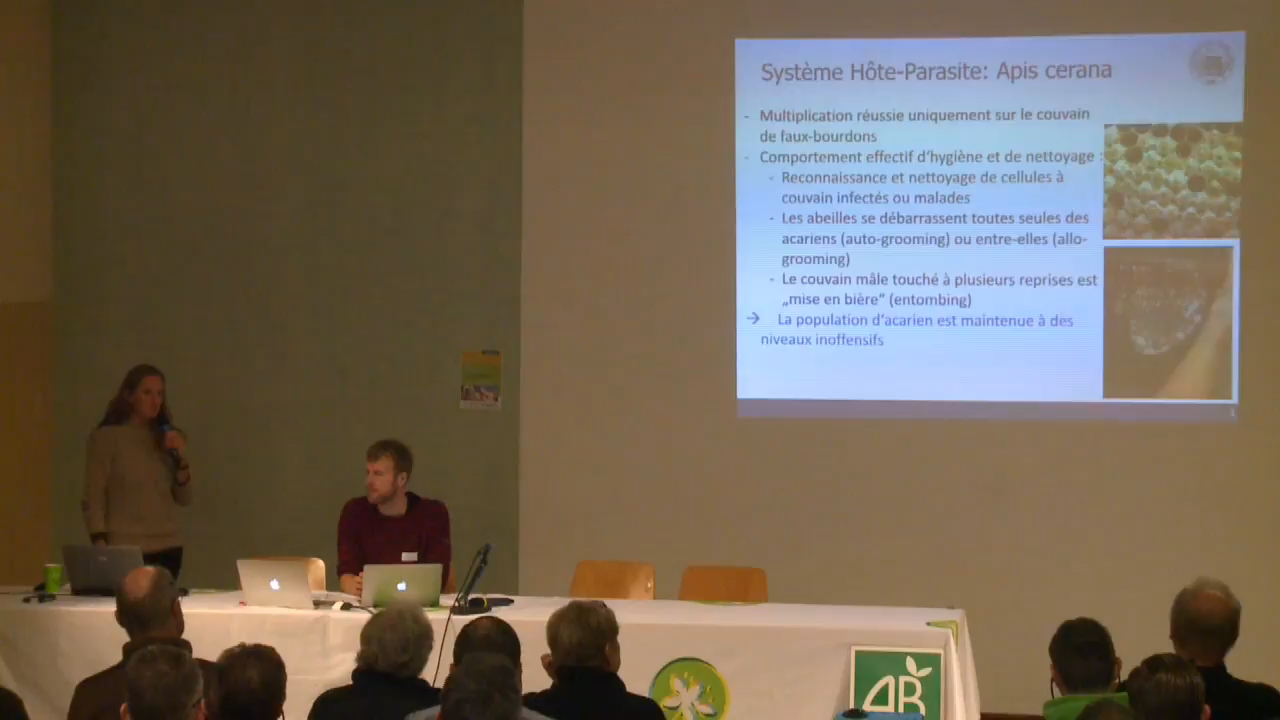 Système Hôte-Parasite: Apis cerana
- Multiplication réussie uniquement sur le couvain
de faux-bourdons
- Comportement effectif d'hygiène et de nettoyage :
- Reconnaissance et nettoyage de cellules à
couvain infectés ou malades
- Les abeilles se débarrassent toutes seules des
acariens (auto-grooming) ou entre-elles (allo-
grooming)
- Le couvain mâle touché à plusieurs reprises est
„mise en bière” (entombing)
→ La population d'acarien est maintenue à des
niveaux inoffensifs
AB